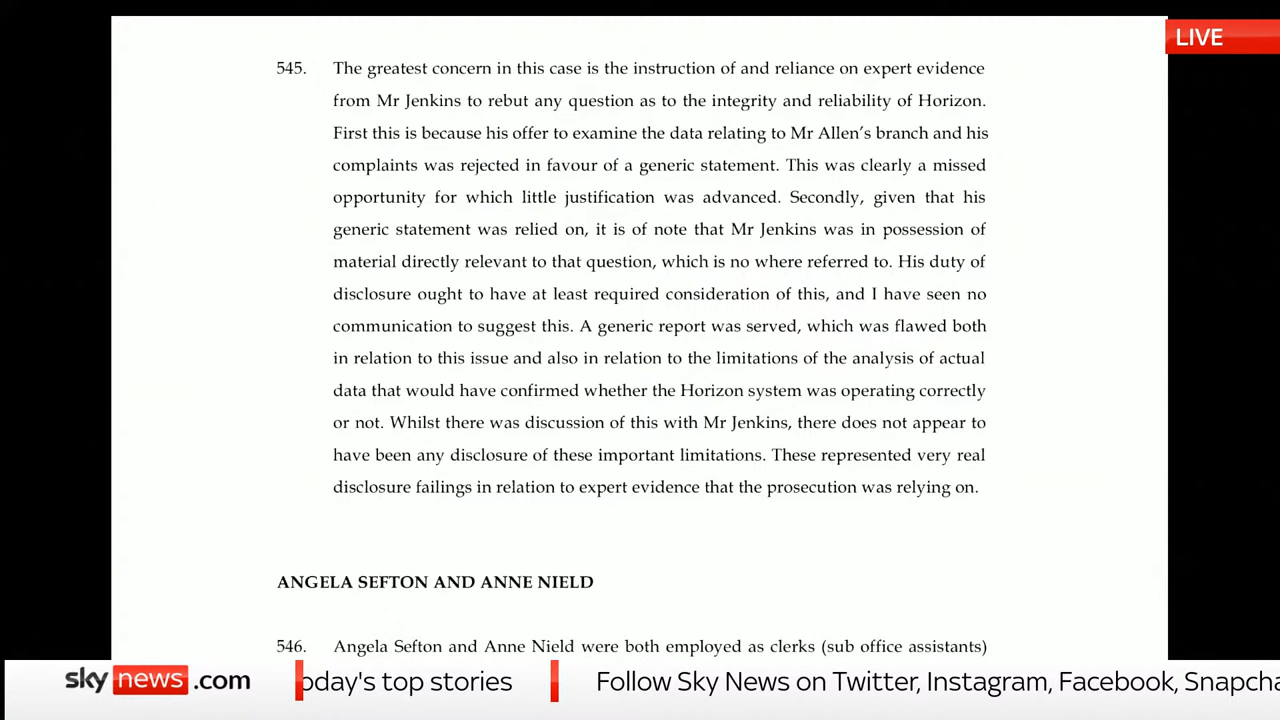 LIVE
545. The greatest concern in this case is the instruction of and reliance on expert evidence
from Mr Jenkins to rebut any question as to the integrity and reliability of Horizon.
First this is because his offer to examine the data relating to Mr Allen’s branch and his
complaints was rejected in favour of a generic statement. This was clearly a missed
opportunity for which little justification was advanced. Secondly, given that his
generic statement was relied on, it is of note that Mr Jenkins was in possession of
material directly relevant to that question, which is no where referred to. His duty of
disclosure ought to have at least required consideration of this, and I have seen no
communication to suggest this. A generic report was served, which was flawed both
in relation to this issue and also in relation to the limitations of the analysis of actual
data that would have confirmed whether the Horizon system was operating correctly
or not. Whilst there was discussion of this with Mr Jenkins, there does not appear to
have been any disclosure of these important limitations. These represented very real
disclosure failings in relation to expert evidence that the prosecution was relying on.
ANGELA SEFTON AND ANNE NIELD
546. Angela Sefton and Anne Nield were both employed as clerks (sub office assistants)
sky news.com oday's top stories Follow Sky News on Twitter, Instagram, Facebook, Snapcha